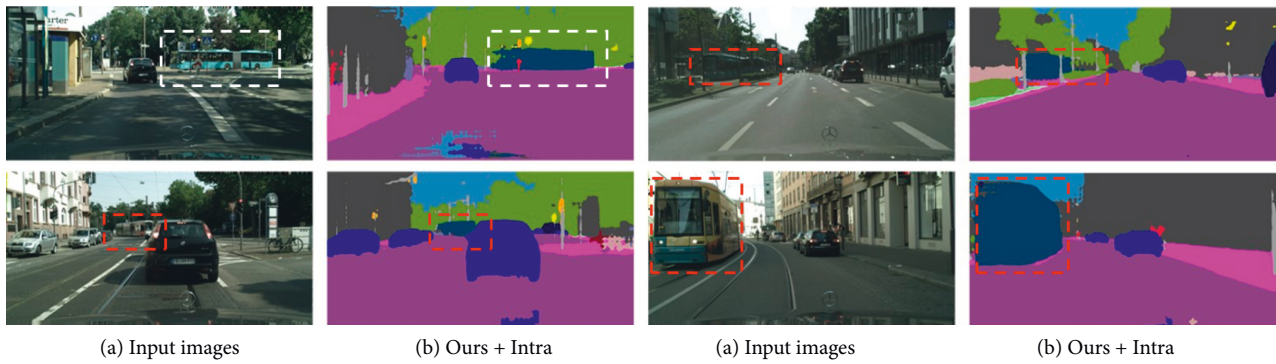 arter
(a) Input images
(b) Ours + Intra
(a) Input images
(b) Ours + Intra